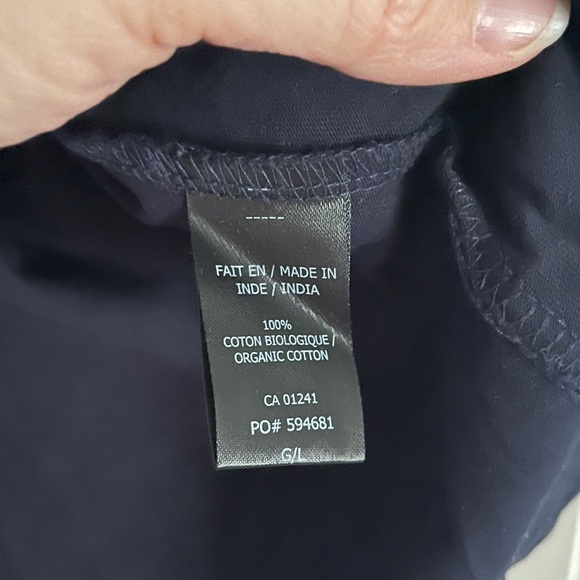 -----
FAIT EN / MADE IN
INDE / INDIA
100%
COTON BIOLOGIQUE /
ORGANIC COTTON
CA 01241
PO# 594681
G/L